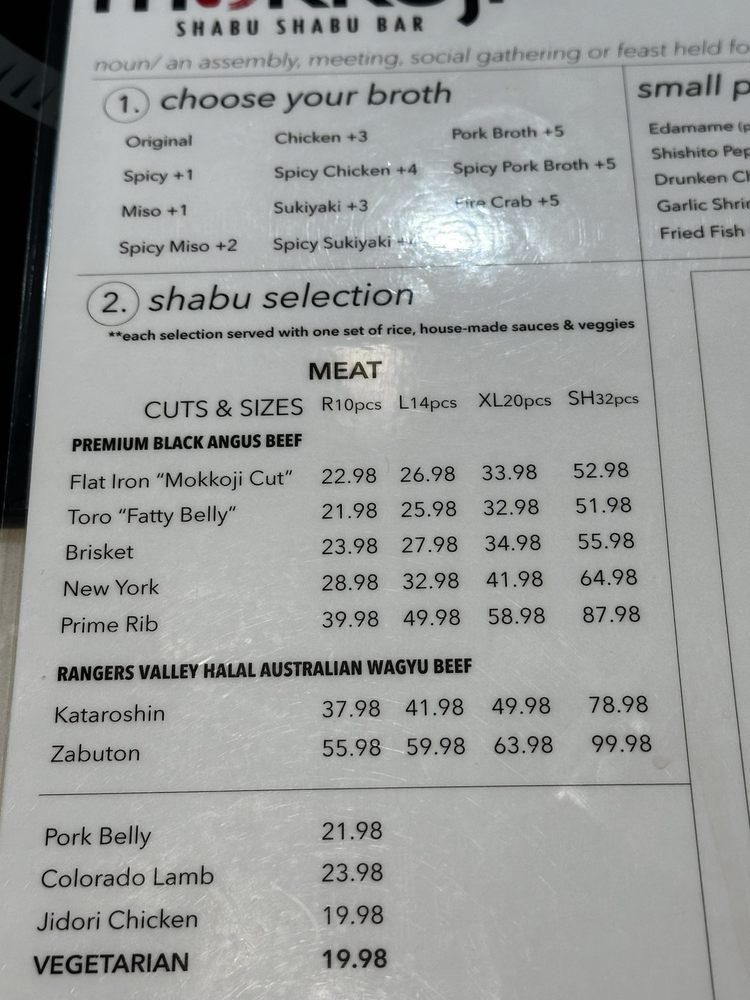 SHABU SHABU BAR
noun/ an assembly, meeting, social gathering or feast held fo
1. choose your broth
Original Chicken +3 Pork Broth +5
Spicy +1 Spicy Chicken +4 Spicy Pork Broth +5
Miso +1 Sukiyaki +3 Fire Crab +5
Spicy Miso +2 Spicy Sukiyaki
small p
Edamame (p
Shishito Pep
Drunken Ch
Garlic Shrir
Fried Fish
2. shabu selection
**each selection served with one set of rice, house-made sauces & veggies
MEAT
CUTS & SIZES R10pcs L14pcs XL20pcs SH32pcs
PREMIUM BLACK ANGUS BEEF
Flat Iron “Mokkoji Cut” 22.98 26.98 33.98 52.98
Toro “Fatty Belly” 21.98 25.98 32.98 51.98
Brisket 23.98 27.98 34.98 55.98
New York 28.98 32.98 41.98 64.98
Prime Rib 39.98 49.98 58.98 87.98
RANGERS VALLEY HALAL AUSTRALIAN WAGYU BEEF
Kataroshin 37.98 41.98 49.98 78.98
Zabuton 55.98 59.98 63.98 99.98
Pork Belly 21.98
Colorado Lamb 23.98
Jidori Chicken 19.98
VEGETARIAN 19.98